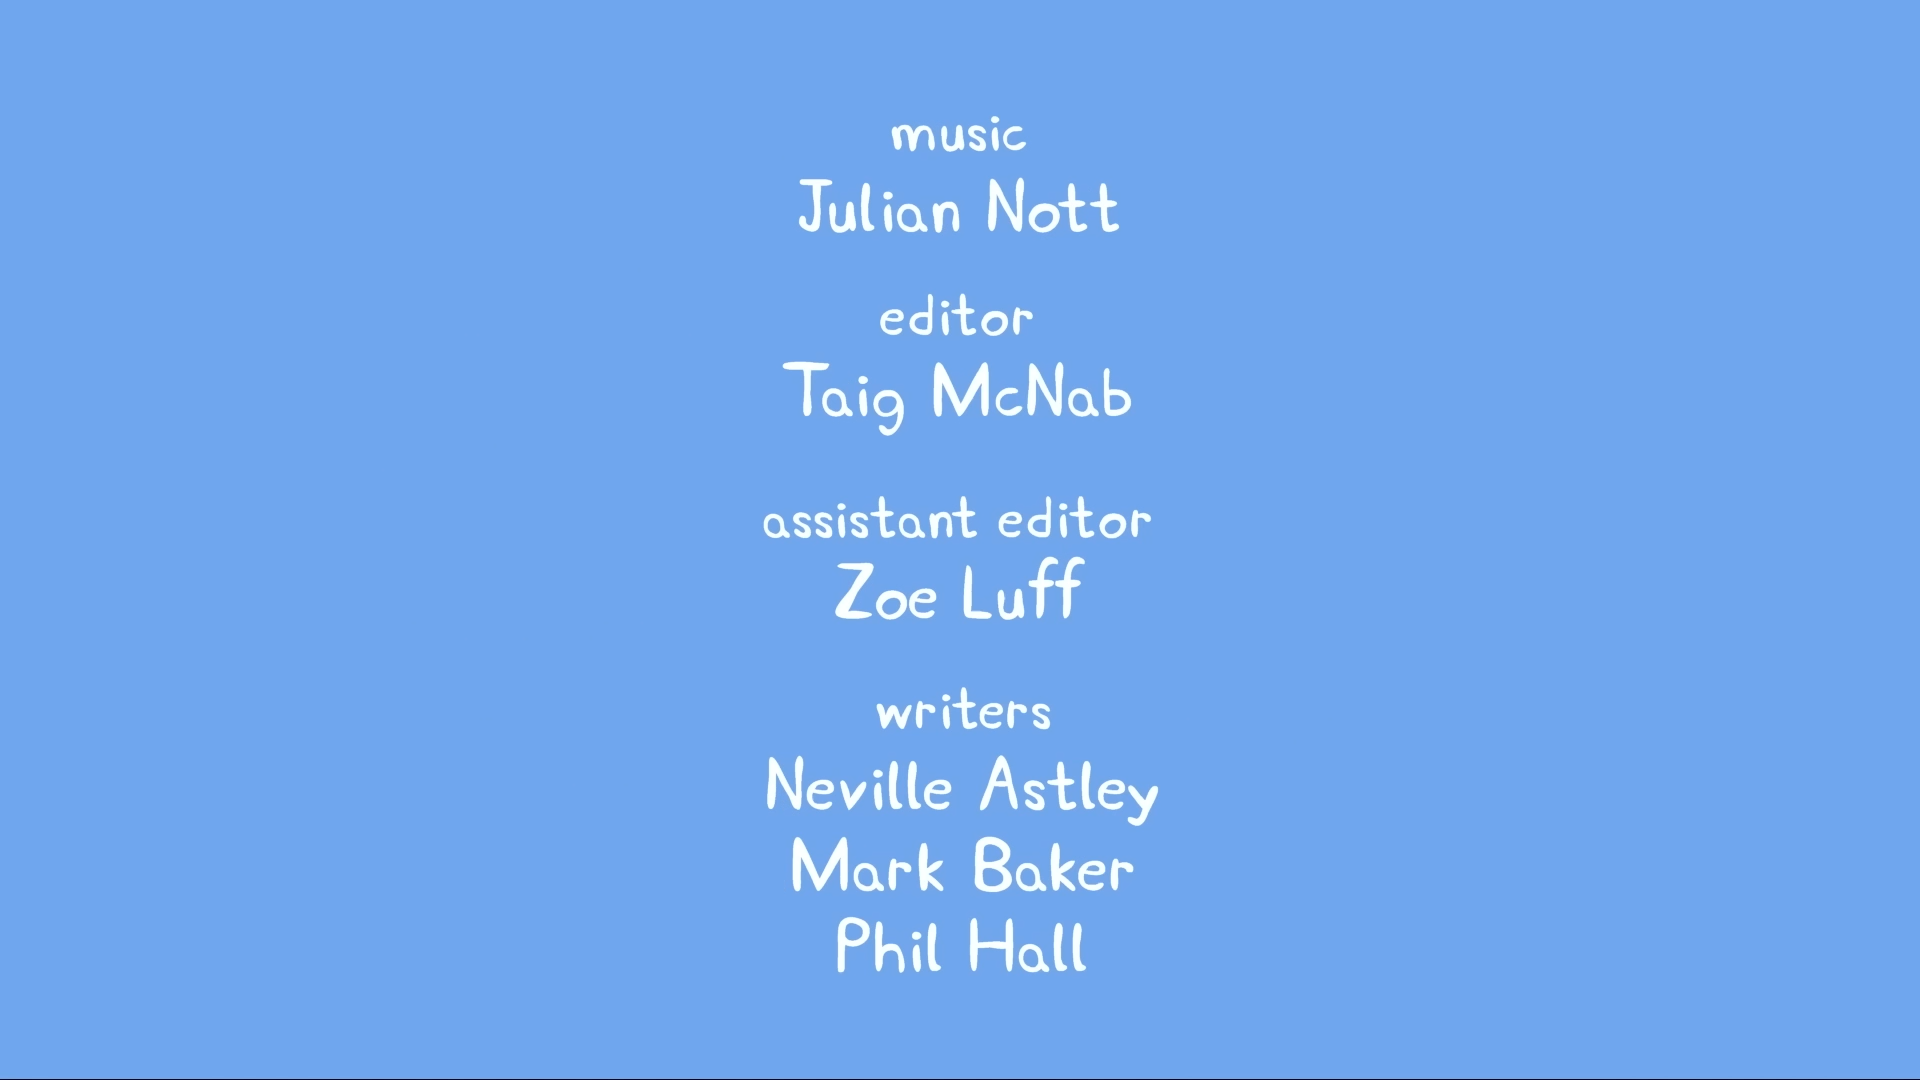 music
Julian Nott
editor
Taig McNab
assistant editor
Zoe Luff
writers
Neville Astley
Mark Baker
Phil Hall